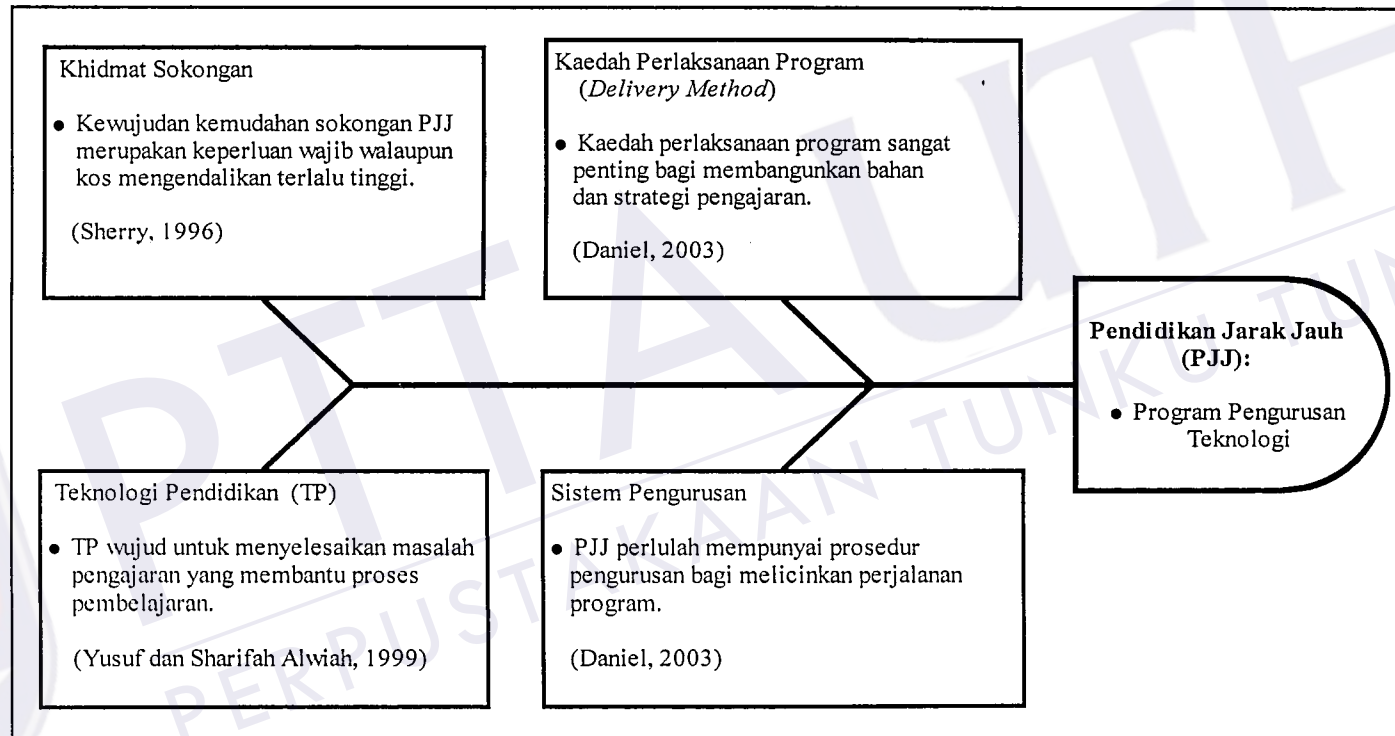 Khidmat Sokongan
• Kewujudan kemudahan sokongan PJJ
merupakan keperluan wajib walaupun
kos mengendalikan terlalu tinggi.
(Sherry, 1996)
Kaedah Perlaksanaan Program
(Delivery Method)
• Kaedah perlaksanaan program sangat
penting bagi membangunkan bahan
dan strategi pengajaran.
(Daniel, 2003)
Pendidikan Jarak Jauh
(PJJ):
• Program Pengurusan
Teknologi
Teknologi Pendidikan (TP)
• TP wujud untuk menyelesaikan masalah
pengajaran yang membantu proses
pembelajaran.
(Yusuf dan Sharifah Alwiah, 1999)
Sistem Pengurusan
• PJJ perlulah mempunyai prosedur
pengurusan bagi melicinkan perjalanan
program.
(Daniel, 2003)
PTTA UTH
PERPUSTAKAAN TUNKU TUN